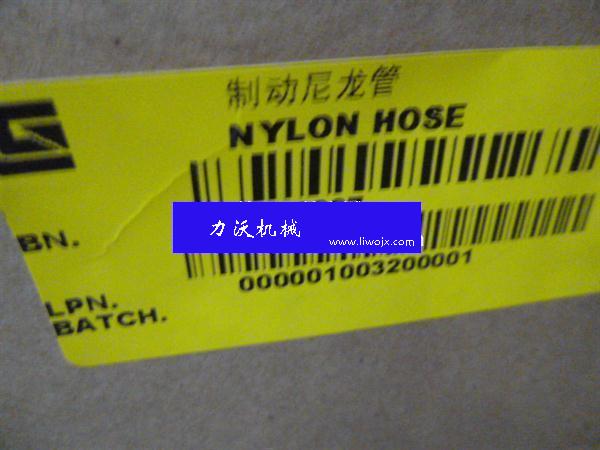 制动尼龙管
NYLON HOSE
力沃机械
www.liwojx.com
BN.
000001003200001
LPN.
BATCH.